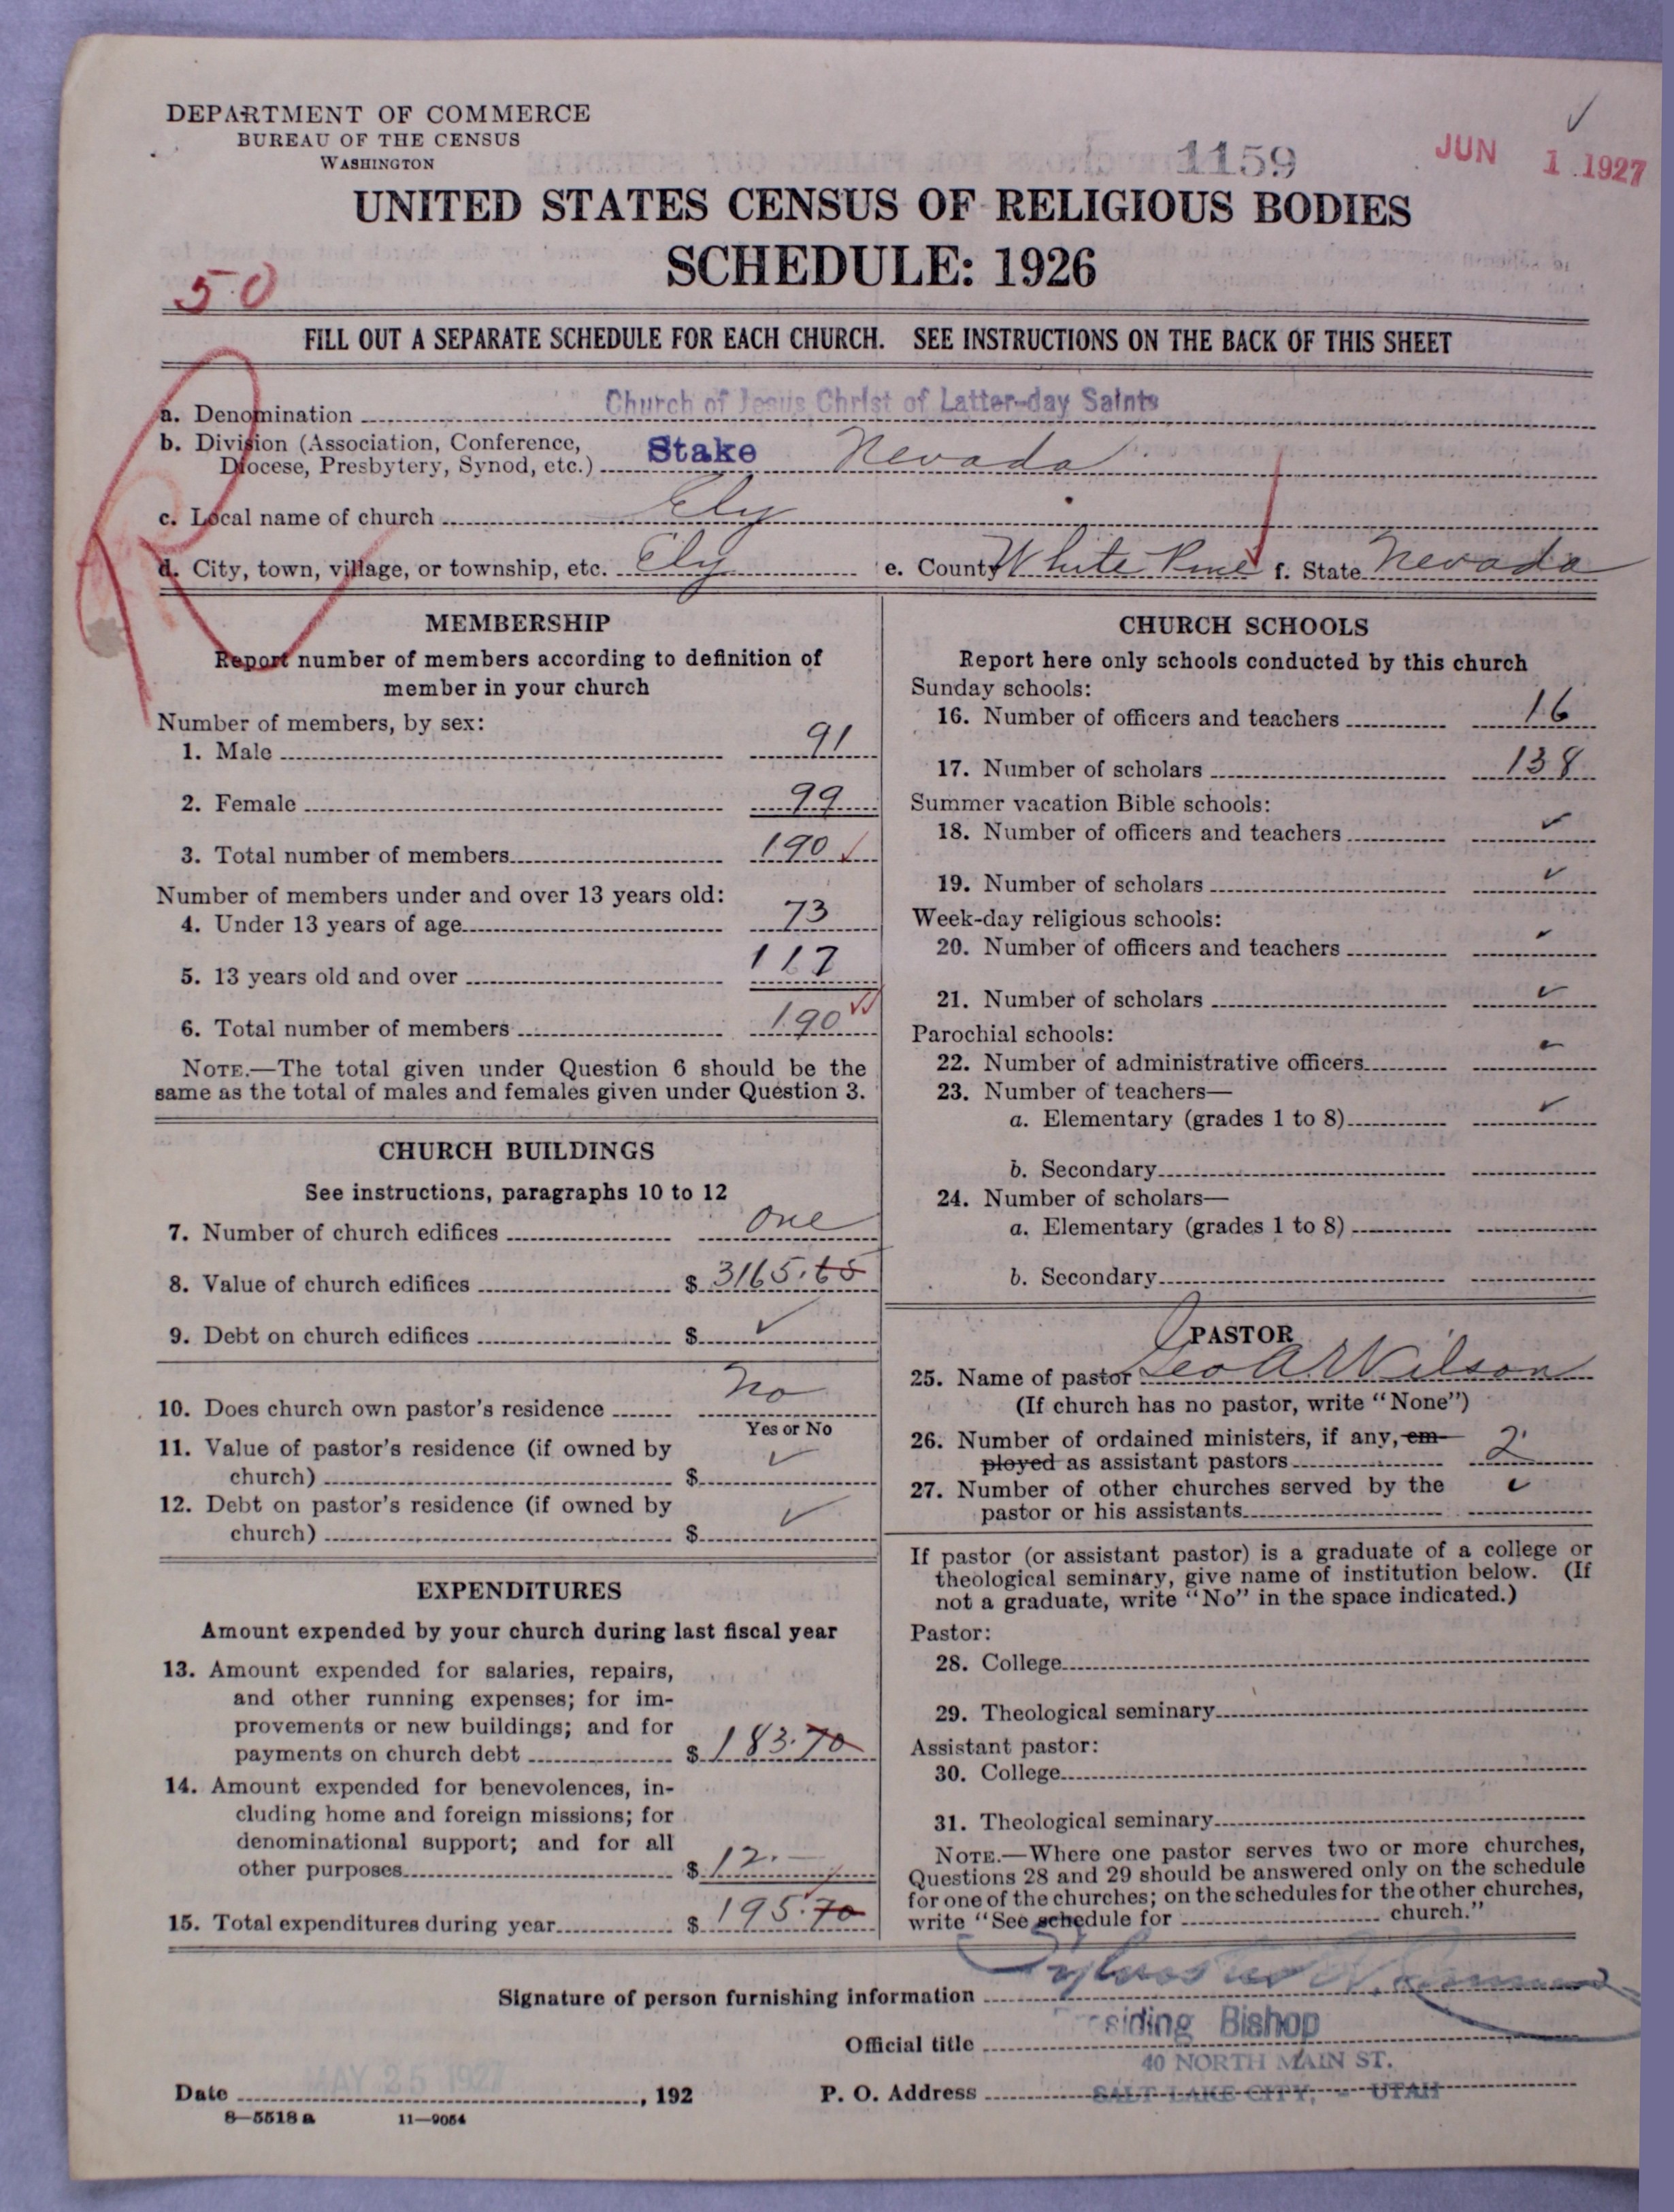 DEPARTMENT OF COMMERCE
BUREAU OF THE CENSUS
WASHINGTON
1159
JUN 1 1927
UNITED STATES CENSUS OF RELIGIOUS BODIES
SCHEDULE: 1926
50
FILL OUT A SEPARATE SCHEDULE FOR EACH CHURCH. SEE INSTRUCTIONS ON THE BACK OF THIS SHEET
R
a. Denomination Church of Jesus Christ of Latter-day Saints
b. Division (Association, Conference,
Diocese, Presbytery, Synod, etc.) Stake Nevada
c. Local name of church Ely
d. City, town, village, or township, etc. Ely e. County White Pine f. State Nevada
MEMBERSHIP
Report number of members according to definition of
member in your church
Number of members, by sex:
1. Male 91
2. Female 99
3. Total number of members 190 ✓
Number of members under and over 13 years old:
4. Under 13 years of age 73
5. 13 years old and over 117
6. Total number of members 190 ✓✓
NOTE.—The total given under Question 6 should be the
same as the total of males and females given under Question 3.
CHURCH BUILDINGS
See instructions, paragraphs 10 to 12
7. Number of church edifices one
8. Value of church edifices $ 3165.65
9. Debt on church edifices $ ✓
10. Does church own pastor's residence No
Yes or No
11. Value of pastor's residence (if owned by
church) $ ✓
12. Debt on pastor's residence (if owned by
church) $ ✓
EXPENDITURES
Amount expended by your church during last fiscal year
13. Amount expended for salaries, repairs,
and other running expenses; for im-
provements or new buildings; and for
payments on church debt $ 183.70
14. Amount expended for benevolences, in-
cluding home and foreign missions; for
denominational support; and for all
other purposes $ 12.—
15. Total expenditures during year $ 195.70
CHURCH SCHOOLS
Report here only schools conducted by this church
Sunday schools:
16. Number of officers and teachers 16
17. Number of scholars 138
Summer vacation Bible schools:
18. Number of officers and teachers ✓
19. Number of scholars ✓
Week-day religious schools:
20. Number of officers and teachers ✓
21. Number of scholars ✓
Parochial schools:
22. Number of administrative officers ✓
23. Number of teachers—
a. Elementary (grades 1 to 8) ✓
b. Secondary
24. Number of scholars—
a. Elementary (grades 1 to 8)
b. Secondary
PASTOR
25. Name of pastor Geo A Wilson
(If church has no pastor, write "None")
26. Number of ordained ministers, if any, em-
ployed as assistant pastors 2
27. Number of other churches served by the
pastor or his assistants ✓
If pastor (or assistant pastor) is a graduate of a college or
theological seminary, give name of institution below. (If
not a graduate, write "No" in the space indicated.)
Pastor:
28. College
29. Theological seminary
Assistant pastor:
30. College
31. Theological seminary
NOTE.—Where one pastor serves two or more churches,
Questions 28 and 29 should be answered only on the schedule
for one of the churches; on the schedules for the other churches,
write "See schedule for church."
Signature of person furnishing information
Official title siding Bishop
40 NORTH MAIN ST.
Date MAY 25 1927, 192 P. O. Address SALT LAKE CITY, - UTAH
8—5518 a 11—9054